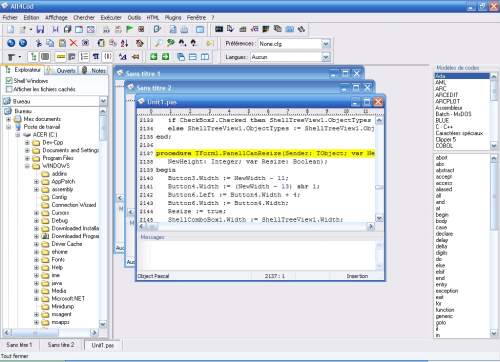 All4Cod
Fichier Edition Affichage Chercher Exécuter Outils HTML Plugins Fenêtre ?
Préférences : None.cfg
Langues : Aucun
Explorateur Ouverts Notes
Shell Windows
Afficher les fichiers cachés
Bureau
Bureau
Mes documents
Poste de travail
ACER (C:)
Dev-Cpp
Documents and Settings
Program Files
WINDOWS
addins
AppPatch
assembly
Config
Connection Wizard
Cursors
Debug
Downloaded Installa
Downloaded Program
Driver Cache
ehome
Fonts
Help
ime
java
Media
Microsoft.NET
Minidump
msagent
msapps
Sans titre 1
Sans titre 2
Unit1.pas
2133 if CheckBox2.Checked then ShellTreeView1.ObjectTypes
2135 else ShellTreeView1.ObjectTypes := ShellTreeView1.Obj
2136 end;
2137 procedure TForm1.Panel1CanResize(Sender: TObject; var Ne
2138 NewHeight: Integer; var Resize: Boolean);
2139 begin
2140 Button3.Width := NewWidth - 11;
2141 Button4.Width := (NewWidth - 13) shr 1;
2142 Button6.Left := Button4.Width + 4;
2143 Button6.Width := Button4.Width;
2144 Resize := true;
2145 ShellComboBox1.Width := ShellTreeView1.Width;
Messages
Object Pascal 2137 : 1 Insertion
Modèles de codes
Ada
AML
ARC
ARCEDIT
ARCPLOT
Assembleur
Batch - MsDOS
BLUE
C - C++
Caractères spéciaux
Clipper 5
COBOL
abort
abs
abstract
accept
access
aliased
all
and
at
begin
body
case
declare
delay
delta
digits
do
else
elsif
end
entry
exception
exit
for
function
generic
goto
if
in
Sans titre 1 Sans titre 2 Unit1.pas
Tout fermer